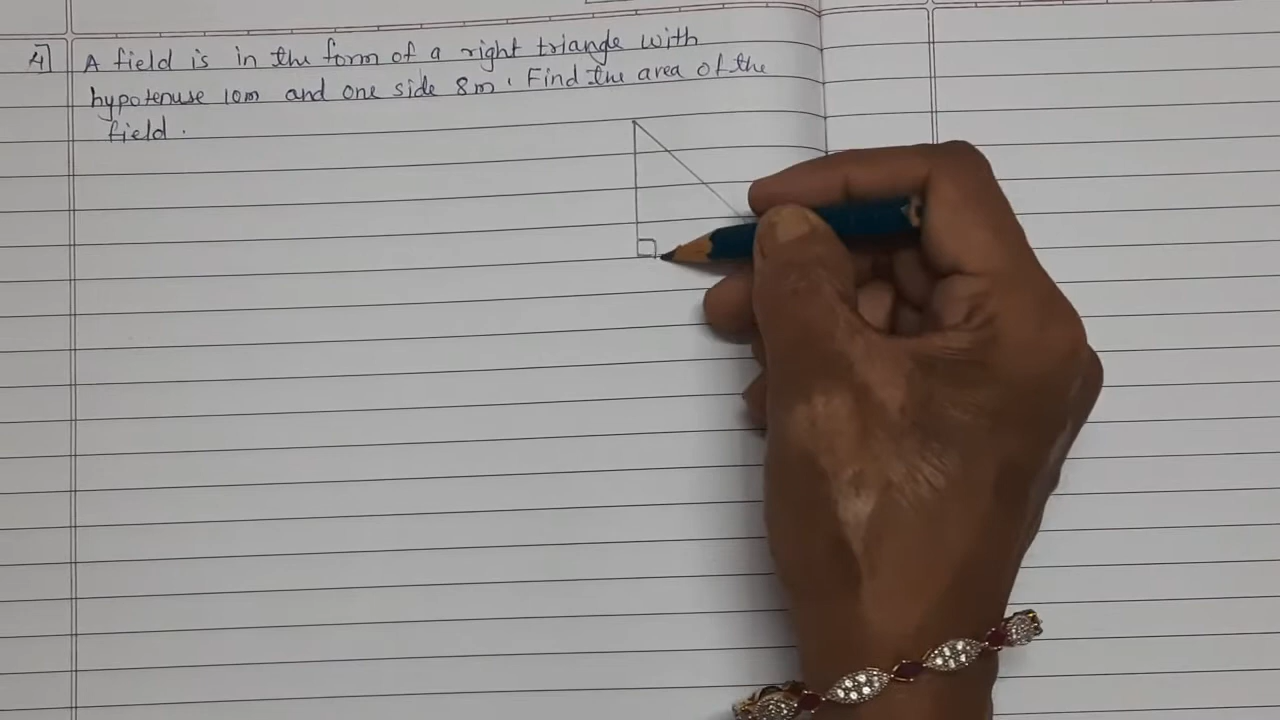 4] A field is in the form of a right triangle with
hypotenuse 10m and one side 8m. Find the area of the
field.